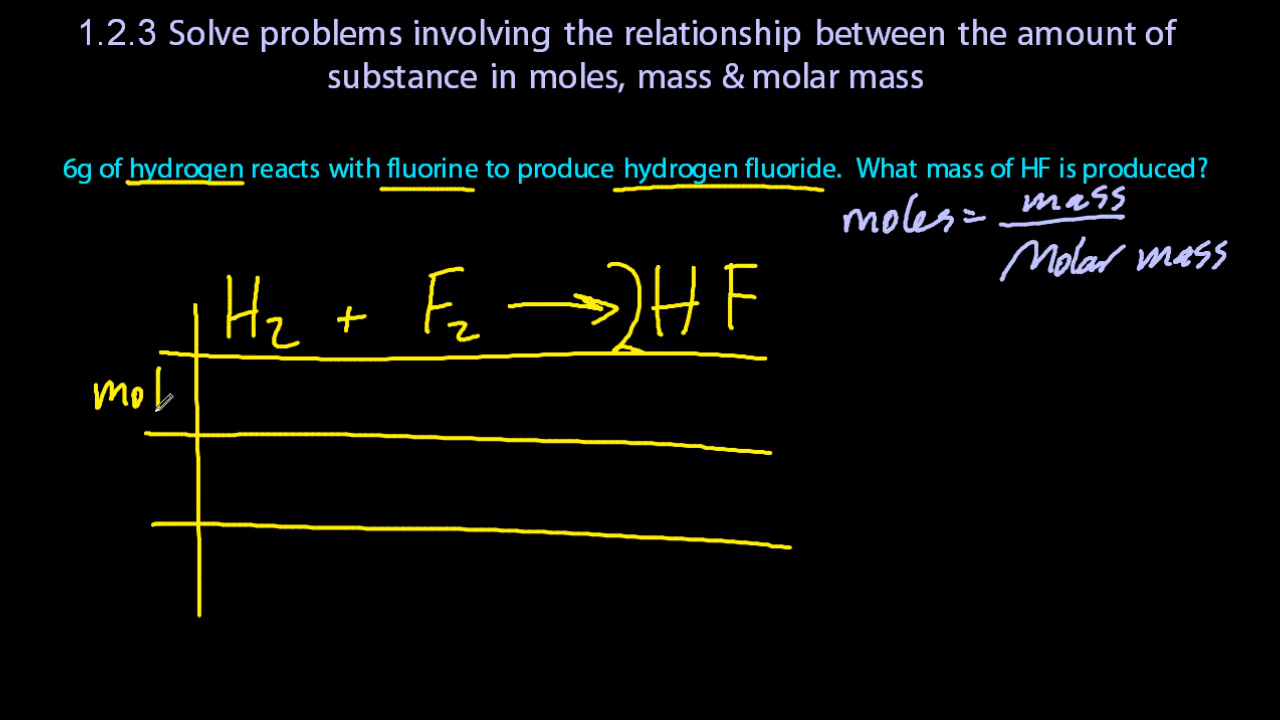 1.2.3 Solve problems involving the relationship between the amount of
substance in moles, mass & molar mass
6g of hydrogen reacts with fluorine to produce hydrogen fluoride. What mass of HF is produced?
moles = mass
Molar mass
H2 + F2 → 2HF
mol